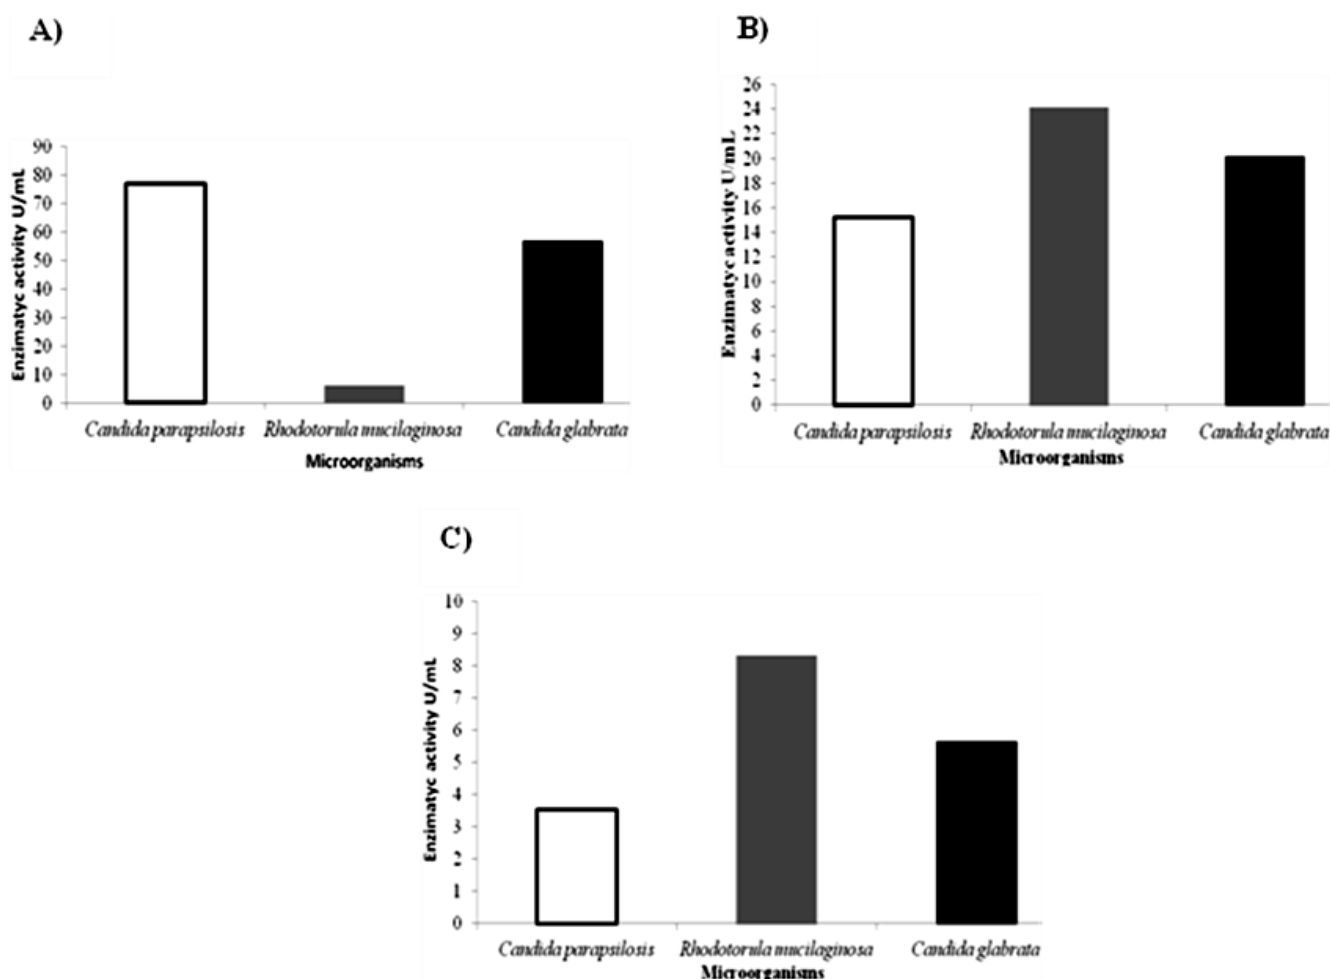 A)
Enzimatyc activity U/mL
90
80
70
60
50
40
30
20
10
0
Candida parapsilosis Rhodotorula mucilaginosa Candida glabrata
Microorganisms
B)
Enzimatyc activity U/mL
26
24
22
20
18
16
14
12
10
8
6
4
2
0
Candida parapsilosis Rhodotorula mucilaginosa Candida glabrata
Microorganisms
C)
Enzimatyc activity U/mL
10
9
8
7
6
5
4
3
2
1
0
Candida parapsilosis Rhodotorula mucilaginosa Candida glabrata
Microorganisms